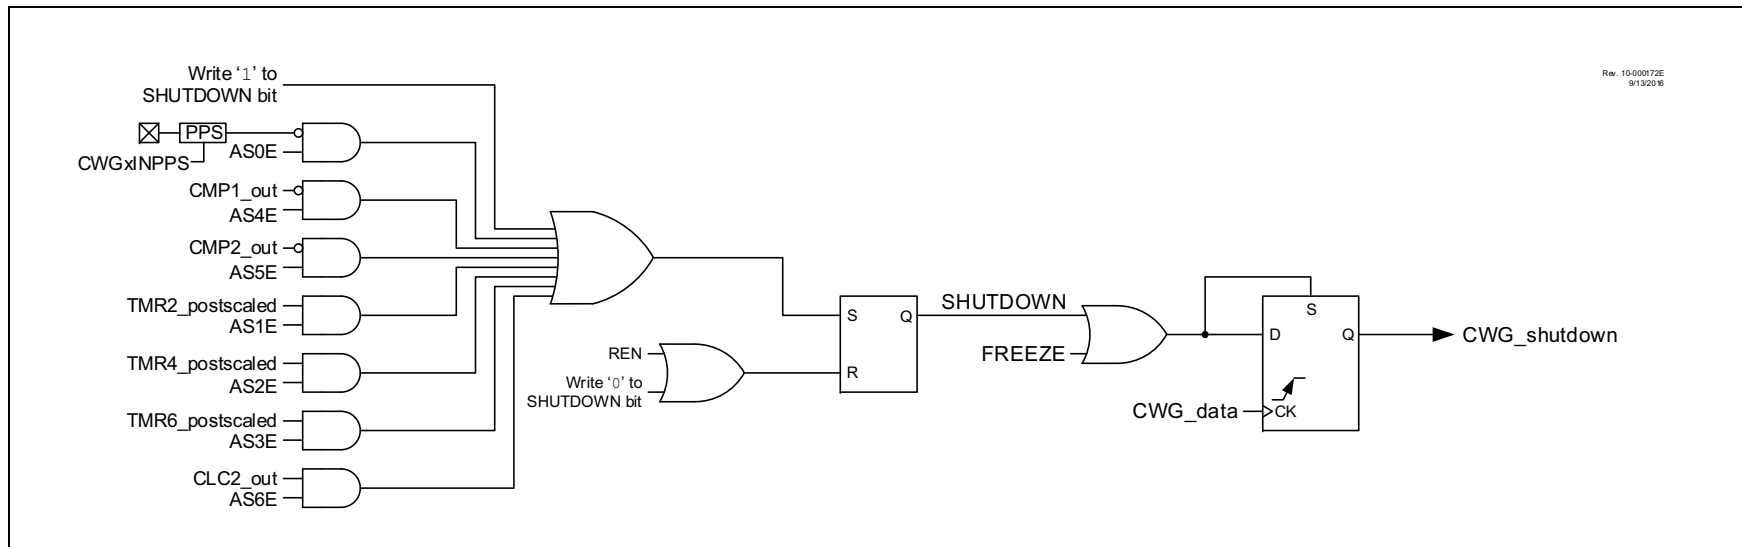 Write ‘1’ to
SHUTDOWN bit
Rev. 10-000172E
9/13/2016
PPS
AS0E
CWGxINPPS
CMP1_out
AS4E
CMP2_out
AS5E
TMR2_postscaled
AS1E
TMR4_postscaled
AS2E
TMR6_postscaled
AS3E
CLC2_out
AS6E
REN
Write ‘0’ to
SHUTDOWN bit
S
Q
R
SHUTDOWN
FREEZE
S
D
Q
CWG_data
CK
CWG_shutdown